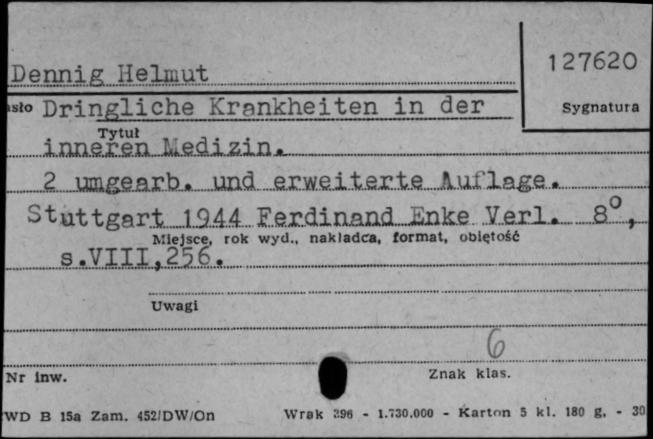 127620
Dennig Helmut
asło Dringliche Krankheiten in der
Sygnatura
Tytuł
inneren Medizin.
2 umgearb. und erweiterte Auflage.
Stuttgart 1944 Ferdinand Enke Verl. 8°,
Miejsce, rok wyd., nakładca, format, objętość
s.VIII,256.
Uwagi
6
Nr inw.
Znak klas.
WD B 15a Zam. 452/DW/On Wrak 396 - 1.730.000 - Karton 5 kl. 180 g. - 30